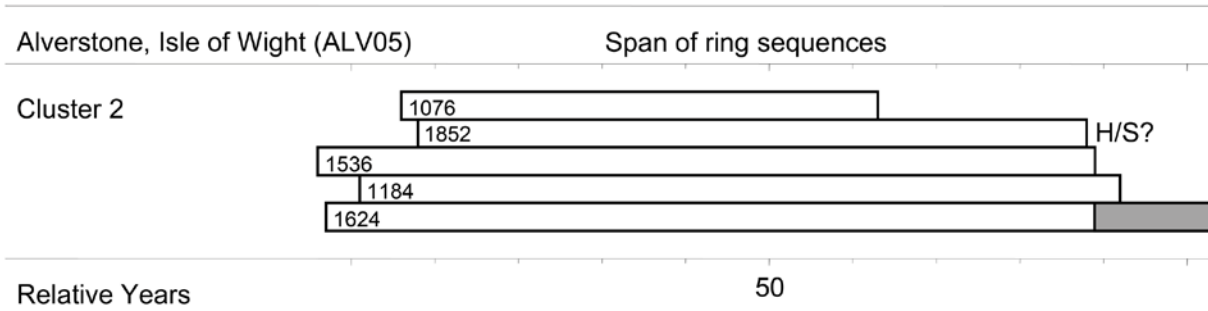 Alverstone, Isle of Wight (ALV05) Span of ring sequences
Cluster 2
1076
1852 H/S?
1536
1184
1624
50
Relative Years